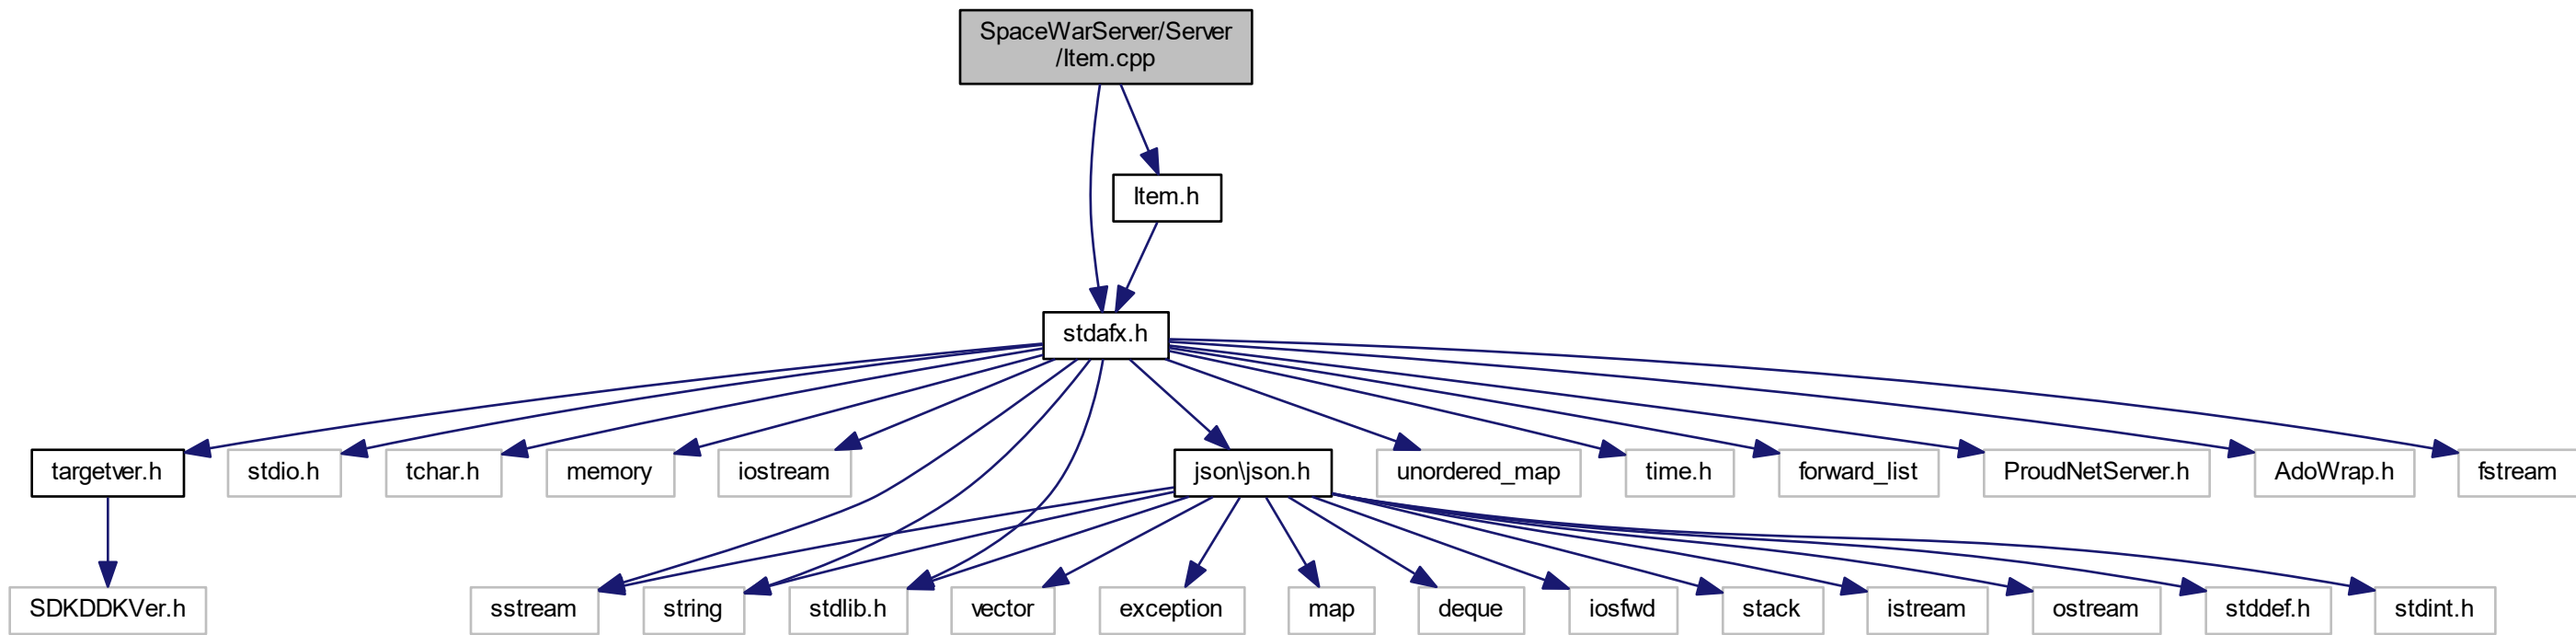 SpaceWarServer/Server
/Item.cpp
Item.h
stdafx.h
targetver.h
stdio.h
tchar.h
memory
iostream
json\json.h
unordered_map
time.h
forward_list
ProudNetServer.h
AdoWrap.h
fstream
SDKDDKVer.h
sstream
string
stdlib.h
vector
exception
map
deque
iosfwd
stack
istream
ostream
stddef.h
stdint.h